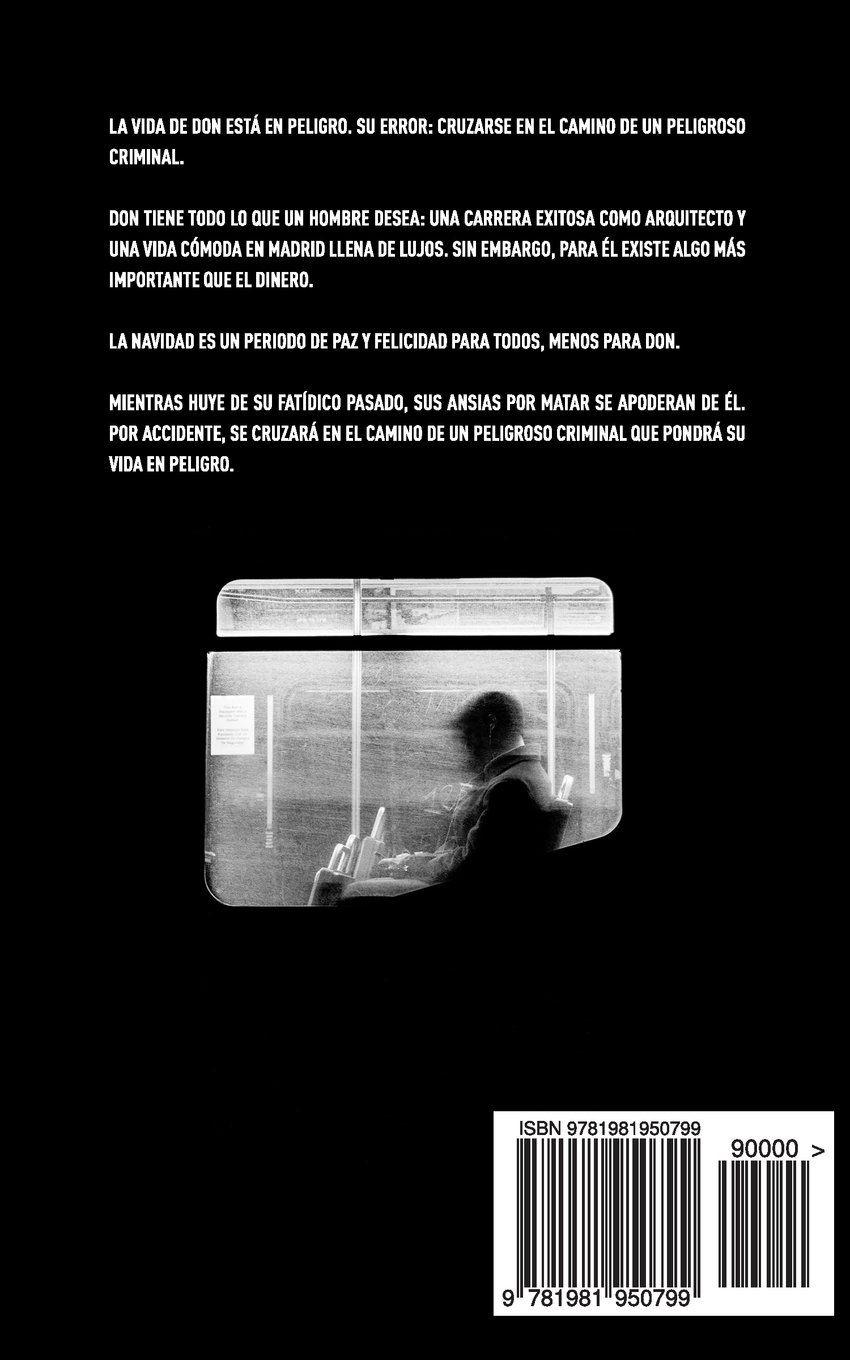 LA VIDA DE DON ESTÁ EN PELIGRO. SU ERROR: CRUZARSE EN EL CAMINO DE UN PELIGROSO
CRIMINAL.
DON TIENE TODO LO QUE UN HOMBRE DESEA: UNA CARRERA EXITOSA COMO ARQUITECTO Y
UNA VIDA CÓMODA EN MADRID LLENA DE LUJOS. SIN EMBARGO, PARA ÉL EXISTE ALGO MÁS
IMPORTANTE QUE EL DINERO.
LA NAVIDAD ES UN PERIODO DE PAZ Y FELICIDAD PARA TODOS, MENOS PARA DON.
MIENTRAS HUYE DE SU FATÍDICO PASADO, SUS ANSIAS POR MATAR SE APODERAN DE ÉL.
POR ACCIDENTE, SE CRUZARÁ EN EL CAMINO DE UN PELIGROSO CRIMINAL QUE PONDRÁ SU
VIDA EN PELIGRO.
ISBN 9781981950799
90000 >
9 781981 950799